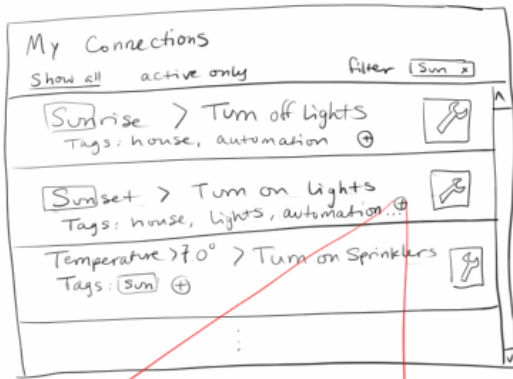 My Connections
Show all active only filter Sun x
Sunrise > Turn off Lights
Tags: house, automation +
Sunset > Turn on Lights
Tags: house, lights, automation... +
Temperature >70° > Turn on Sprinklers
Tags: Sun +